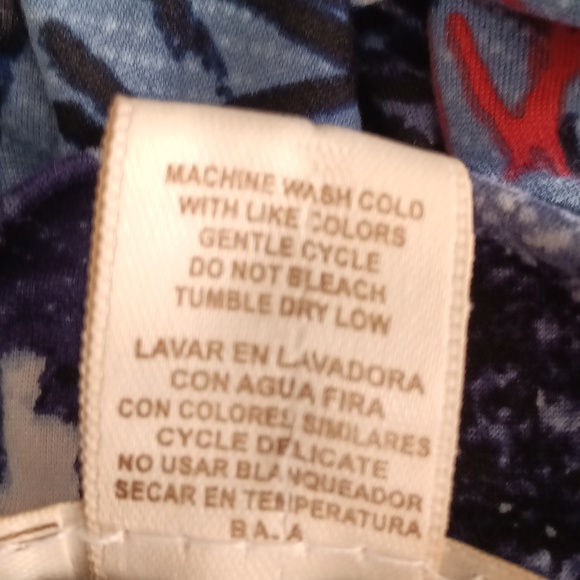 MACHINE WASH COLD
WITH LIKE COLORS
GENTLE CYCLE
DO NOT BLEACH
TUMBLE DRY LOW
LAVAR EN LAVADORA
CON AGUA FIRA
CON COLORES SIMILARES
CYCLE DELICATE
NO USAR BLANQUEADOR
SECAR EN TEMPERATURA
BAJA